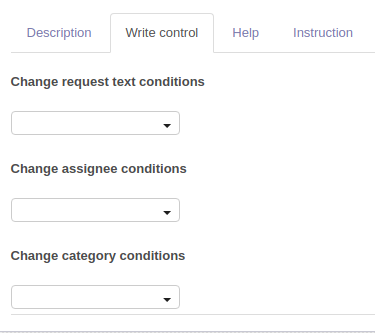 Description Write control Help Instruction
Change request text conditions
Change assignee conditions
Change category conditions